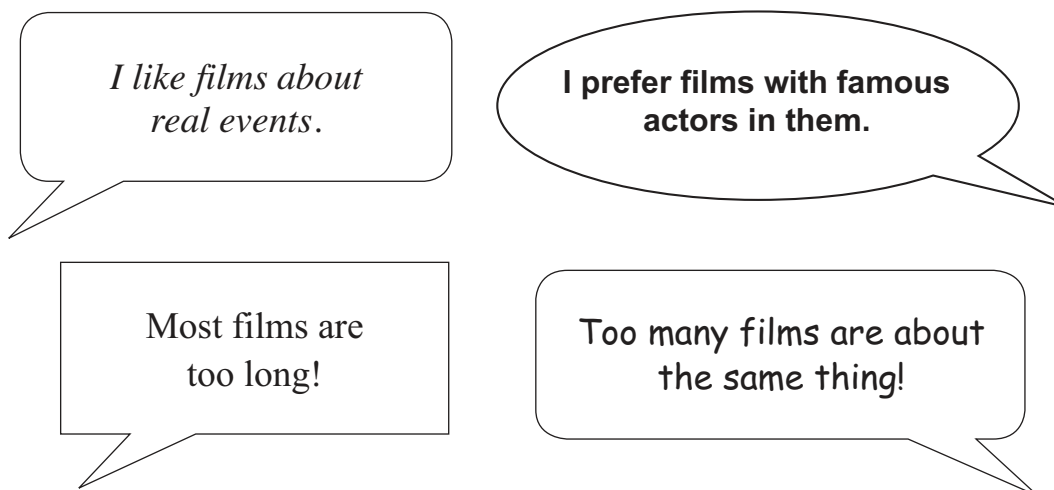 I like films about
real events.
I prefer films with famous
actors in them.
Most films are
too long!
Too many films are about
the same thing!